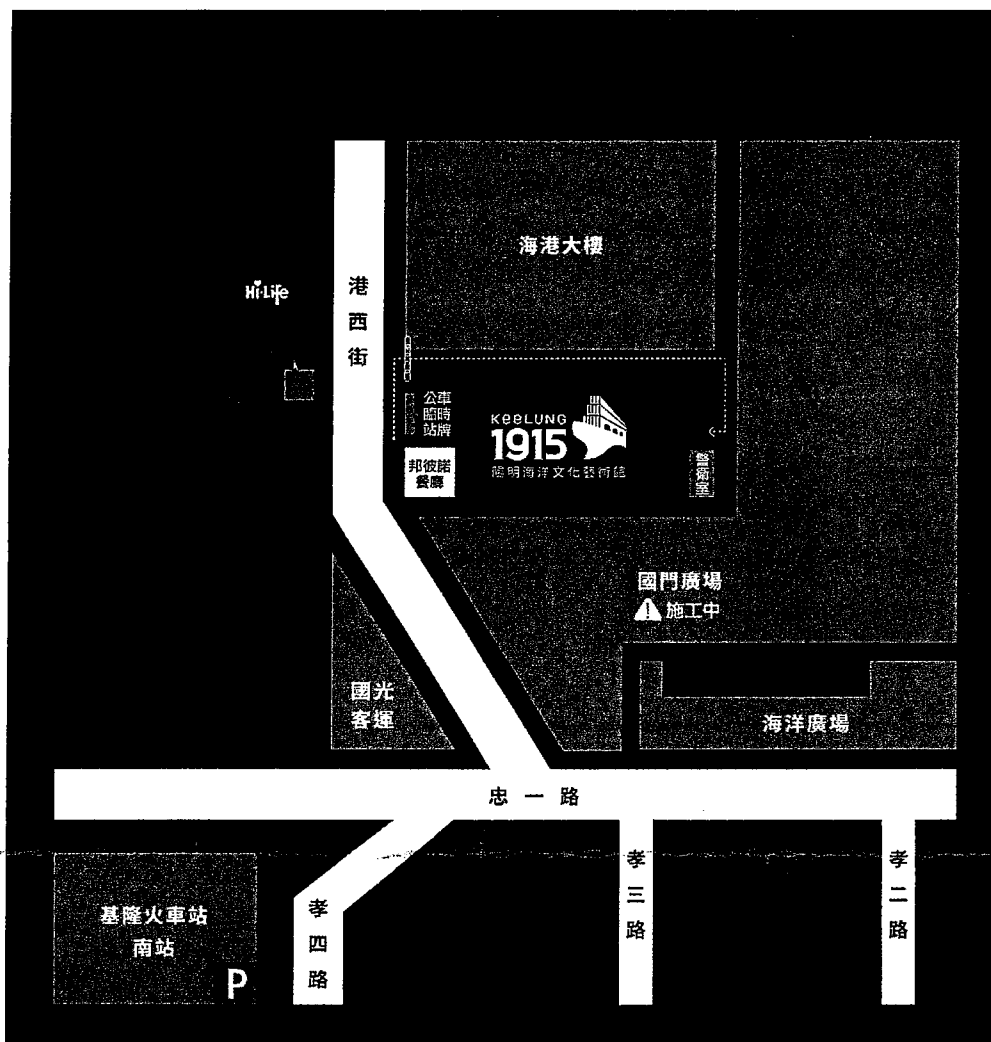 海港大樓
Hi-Life
港西街
公車
臨時
站牌
KeeLUNG
1915
陽明海洋文化藝術館
邦彼諾
餐廳
警衛室
國門廣場
施工中
國光
客運
海洋廣場
忠一路
孝三路
孝二路
基隆火車站
南站
P
孝四路